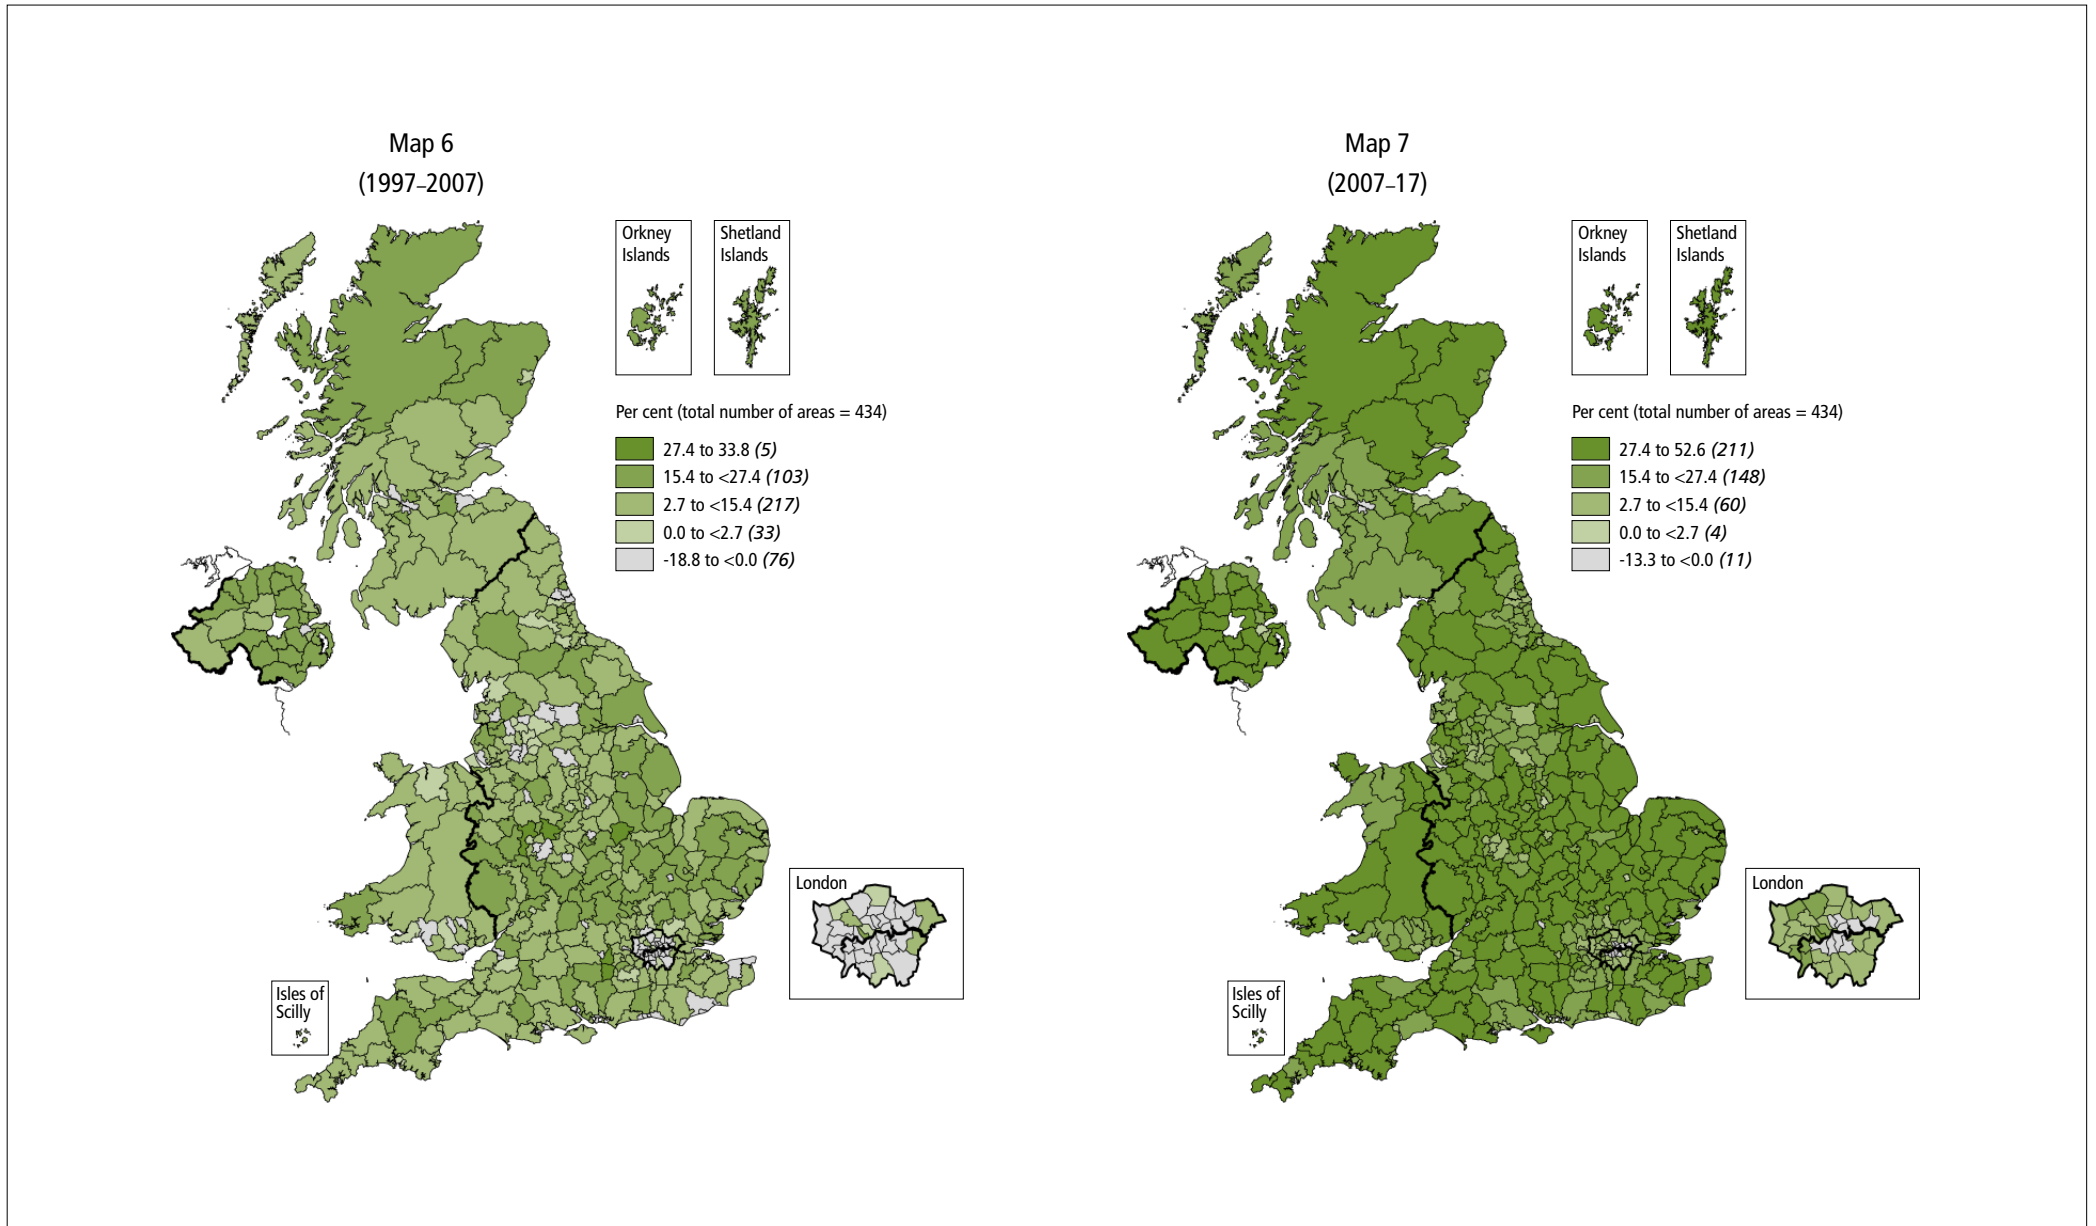 Map 6
(1997–2007)
Orkney
Islands
Shetland
Islands
Per cent (total number of areas = 434)
27.4 to 33.8 (5)
15.4 to <27.4 (103)
2.7 to <15.4 (217)
0.0 to <2.7 (33)
-18.8 to <0.0 (76)
London
Isles of
Scilly
Map 7
(2007–17)
Orkney
Islands
Shetland
Islands
Per cent (total number of areas = 434)
27.4 to 52.6 (211)
15.4 to <27.4 (148)
2.7 to <15.4 (60)
0.0 to <2.7 (4)
-13.3 to <0.0 (11)
London
Isles of
Scilly